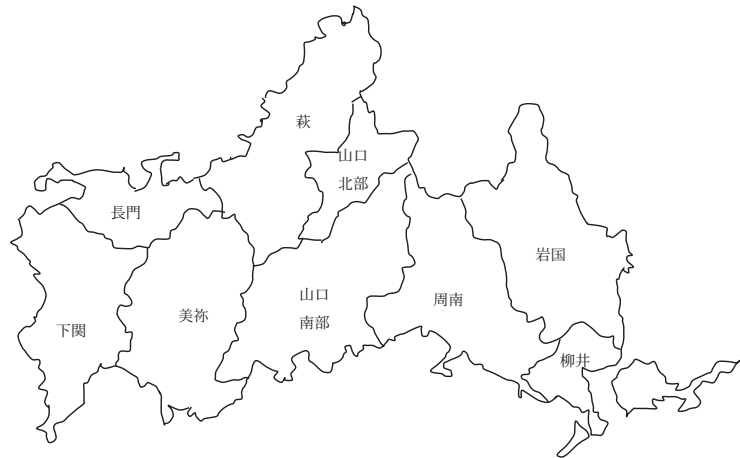 萩
山口
北部
長門
岩国
山口
南部
周南
美祢
下関
柳井